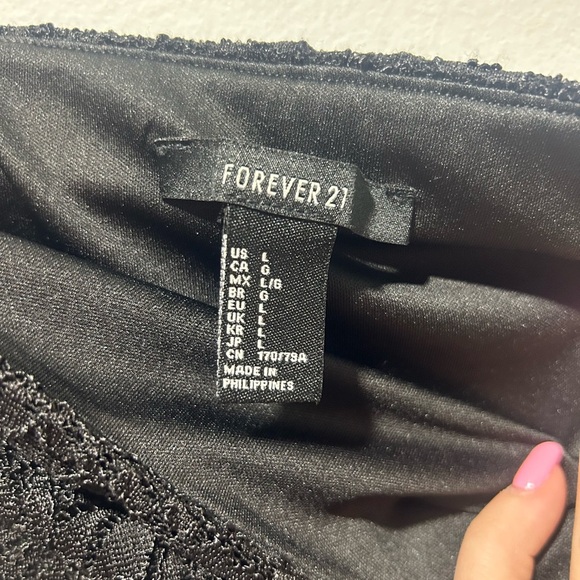 FOREVER 21
US L
CA G
MX L/G
BR G
EU L
UK L
KR L
JP L
CN 170/79A
MADE IN
PHILIPPINES